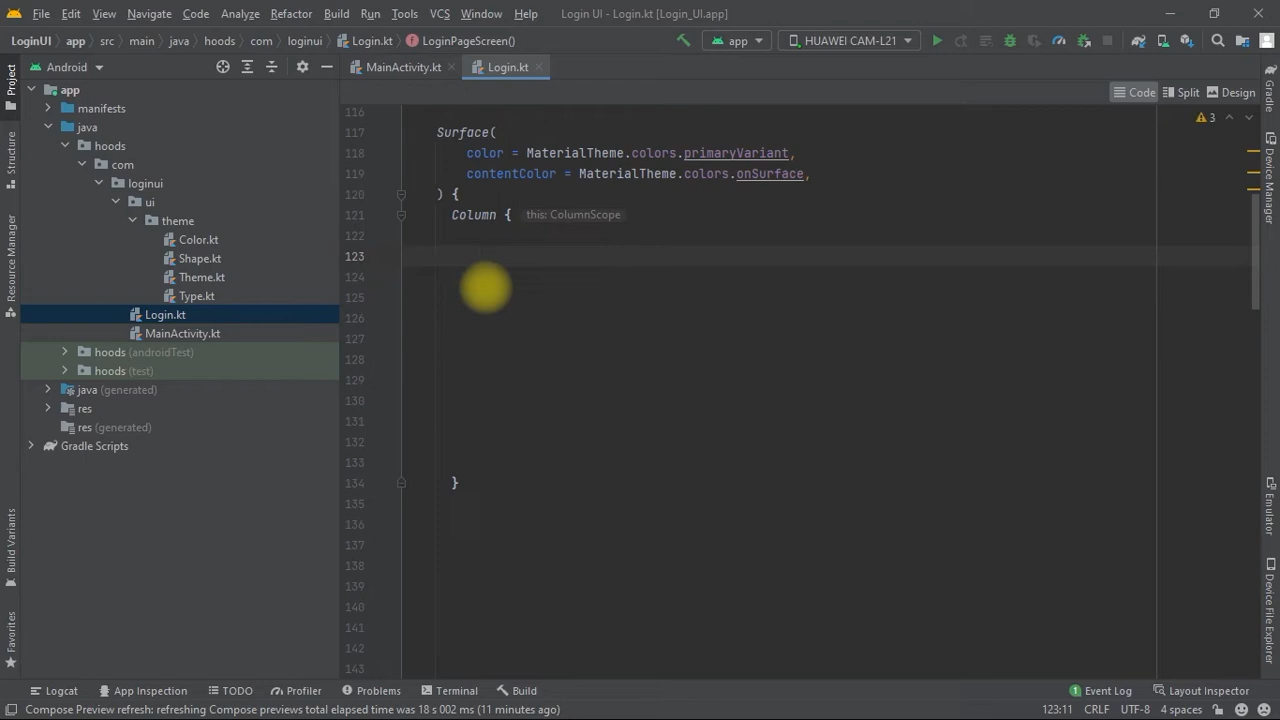 File Edit View Navigate Code Analyze Refactor Build Run Tools VCS Window Help Login UI - Login.kt [Login_UI.app]
LoginUI app src main java hoods com loginui Login.kt LoginPageScreen() app HUAWEI CAM-L21
Android MainActivity.kt Login.kt
Code Split Design
Project
Structure
Resource Manager
Build Variants
Favorites
app
manifests
java
hoods
com
loginui
ui
theme
Color.kt
Shape.kt
Theme.kt
Type.kt
Login.kt
MainActivity.kt
hoods (androidTest)
hoods (test)
java (generated)
res
res (generated)
Gradle Scripts
116
117 Surface(
118 color = MaterialTheme.colors.primaryVariant,
119 contentColor = MaterialTheme.colors.onSurface,
120 ) {
121 Column { this: ColumnScope
122
123
124
125
126
127
128
129
130
131
132
133
134 }
135
136
137
138
139
140
141
142
143
3
Gradle
Device Manager
Emulator
Device File Explorer
Logcat App Inspection TODO Profiler Problems Terminal Build 1 Event Log Layout Inspector
Compose Preview refresh: refreshing Compose previews total elapsed time was 18 s 002 ms (11 minutes ago) 123:11 CRLF UTF-8 4 spaces